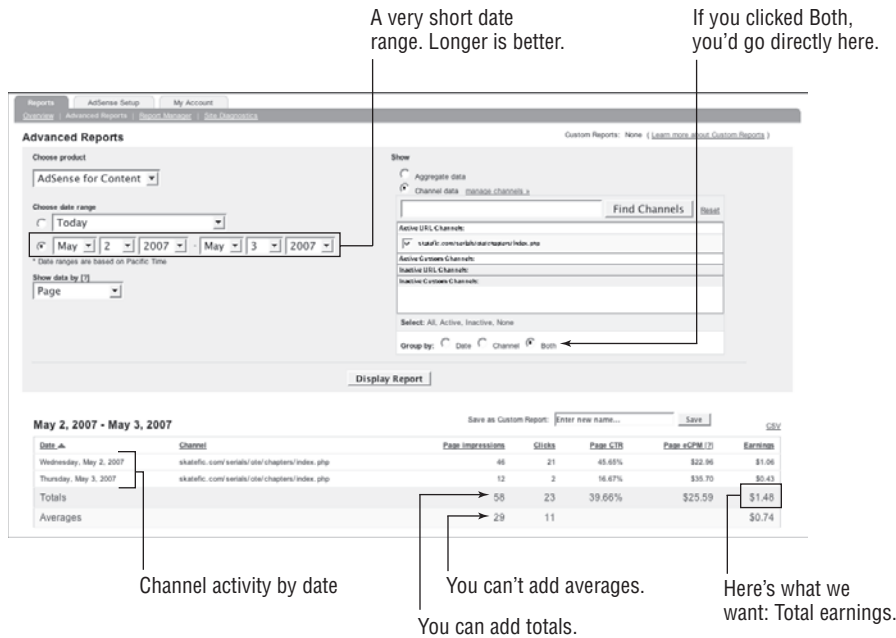 A very short date
range. Longer is better.
If you clicked Both,
you'd go directly here.
Reports AdSense Setup My Account
Overview | Advanced Reports | Report Manager | Site Diagnostics
Advanced Reports
Custom Reports: None ( Learn more about Custom Reports )
Choose product
Show
AdSense for Content
Aggregate data
Channel data manage channels »
Choose date range
Find Channels Reset
Today
Active URL Channels:
May 2 2007 - May 3 2007
skatefic.com/serials/ote/chapters/index.php
* Date ranges are based on Pacific Time
Active Custom Channels:
Inactive URL Channels:
Show data by [?]
Inactive Custom Channels:
Page
Select: All, Active, Inactive, None
Group by: Date Channel Both
Display Report
May 2, 2007 - May 3, 2007
Save as Custom Report: Enter new name... Save
CSV
Date Channel Page Impressions Clicks Page CTR Page eCPM [?] Earnings
Wednesday, May 2, 2007 skatefic.com/serials/ote/chapters/index.php 46 21 45.65% $22.96 $1.06
Thursday, May 3, 2007 skatefic.com/serials/ote/chapters/index.php 12 2 16.67% $35.70 $0.43
Totals 58 23 39.66% $25.59 $1.48
Averages 29 11 $0.74
Channel activity by date
You can't add averages.
You can add totals.
Here's what we
want: Total earnings.